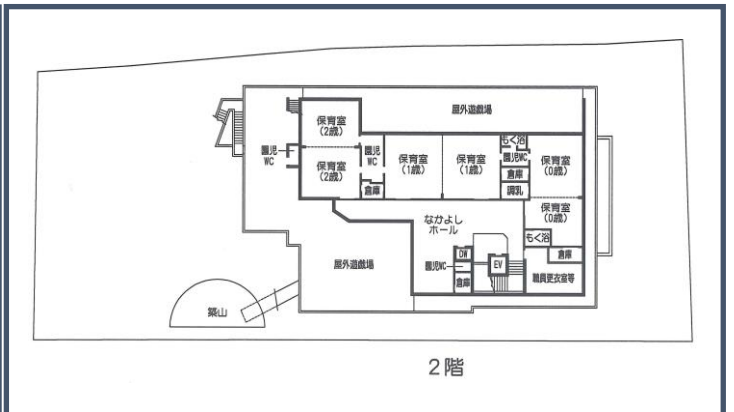 屋外遊戯場
保育室
(2歳)
園児
WC
保育室
(2歳)
園児
WC
倉庫
保育室
(1歳)
保育室
(1歳)
もく浴
園児WC
倉庫
調乳
保育室
(0歳)
保育室
(0歳)
もく浴
倉庫
職員更衣室等
なかよし
ホール
DW
園児WC
倉庫
EV
屋外遊戯場
築山
2階